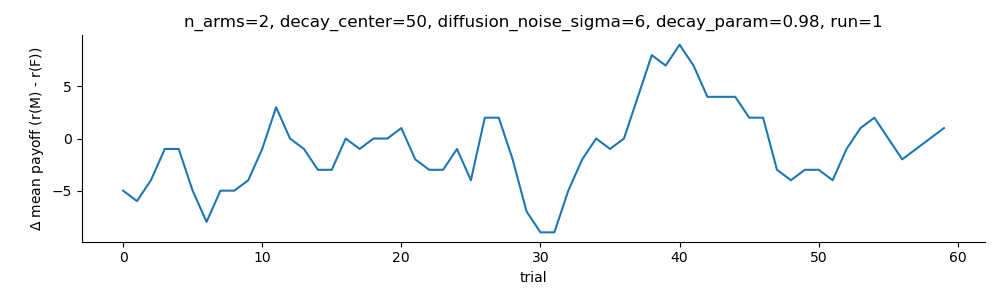 n_arms=2, decay_center=50, diffusion_noise_sigma=6, decay_param=0.98, run=1
Δ mean payoff (r(M) - r(F))
5
0
−5
0 10 20 30 40 50 60
trial